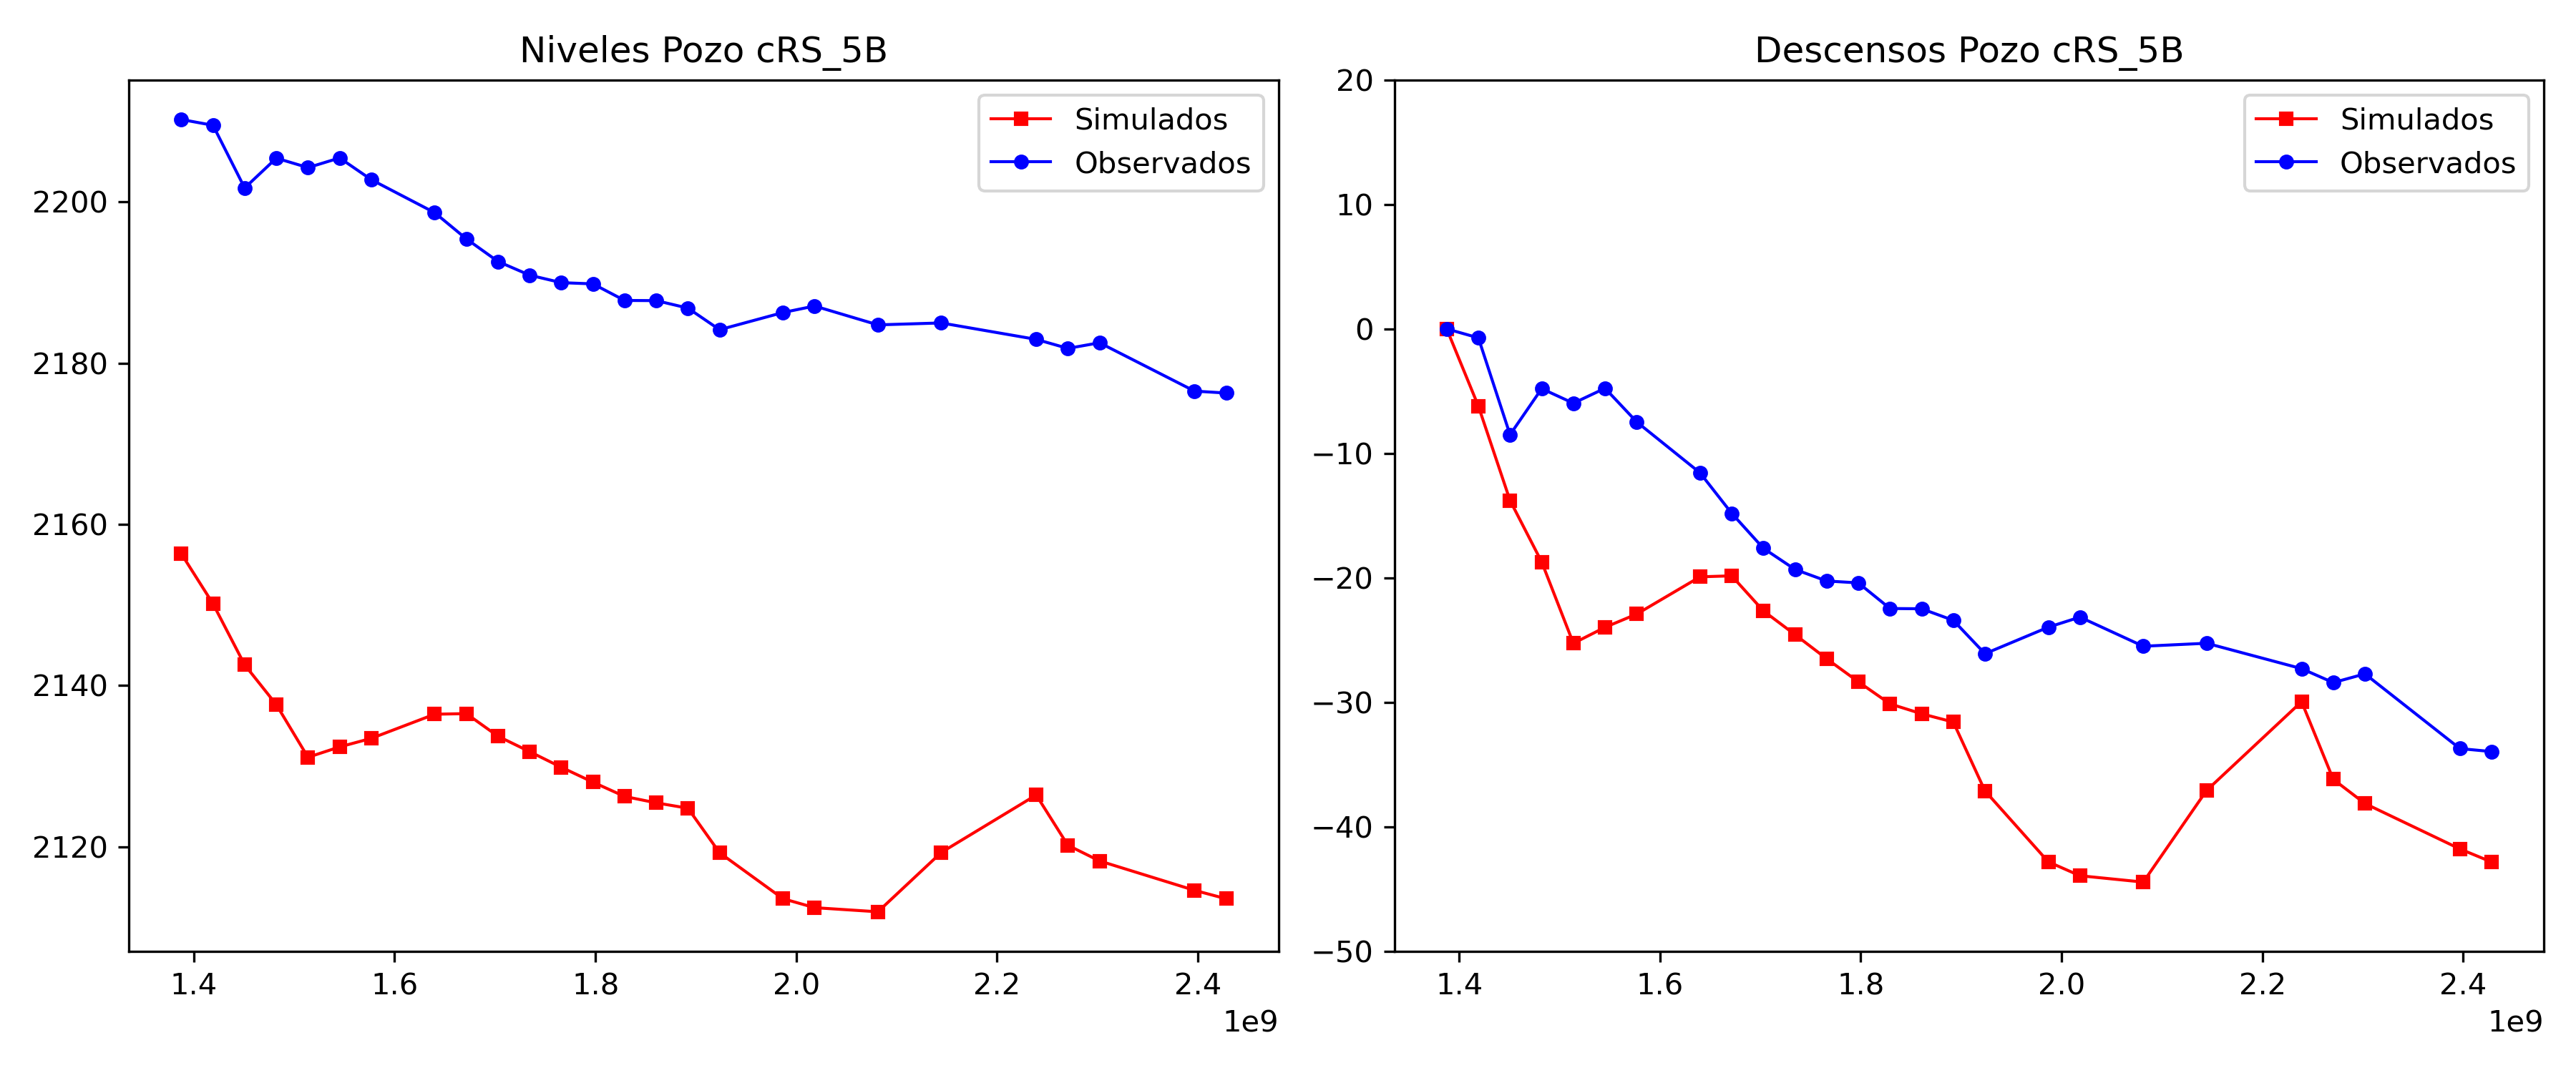 Niveles Pozo cRS_5B
Simulados
Observados
2200
2180
2160
2140
2120
1.4 1.6 1.8 2.0 2.2 2.4
1e9
Descensos Pozo cRS_5B
Simulados
Observados
20
10
0
−10
−20
−30
−40
−50
1.4 1.6 1.8 2.0 2.2 2.4
1e9